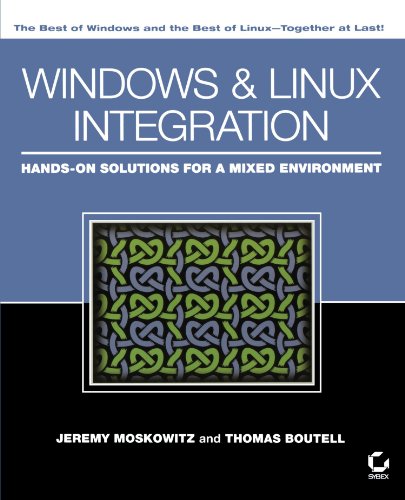 The Best of Windows and the Best of Linux—Together at Last!
WINDOWS & LINUX
INTEGRATION
HANDS-ON SOLUTIONS FOR A MIXED ENVIRONMENT
JEREMY MOSKOWITZ and THOMAS BOUTELL
SYBEX